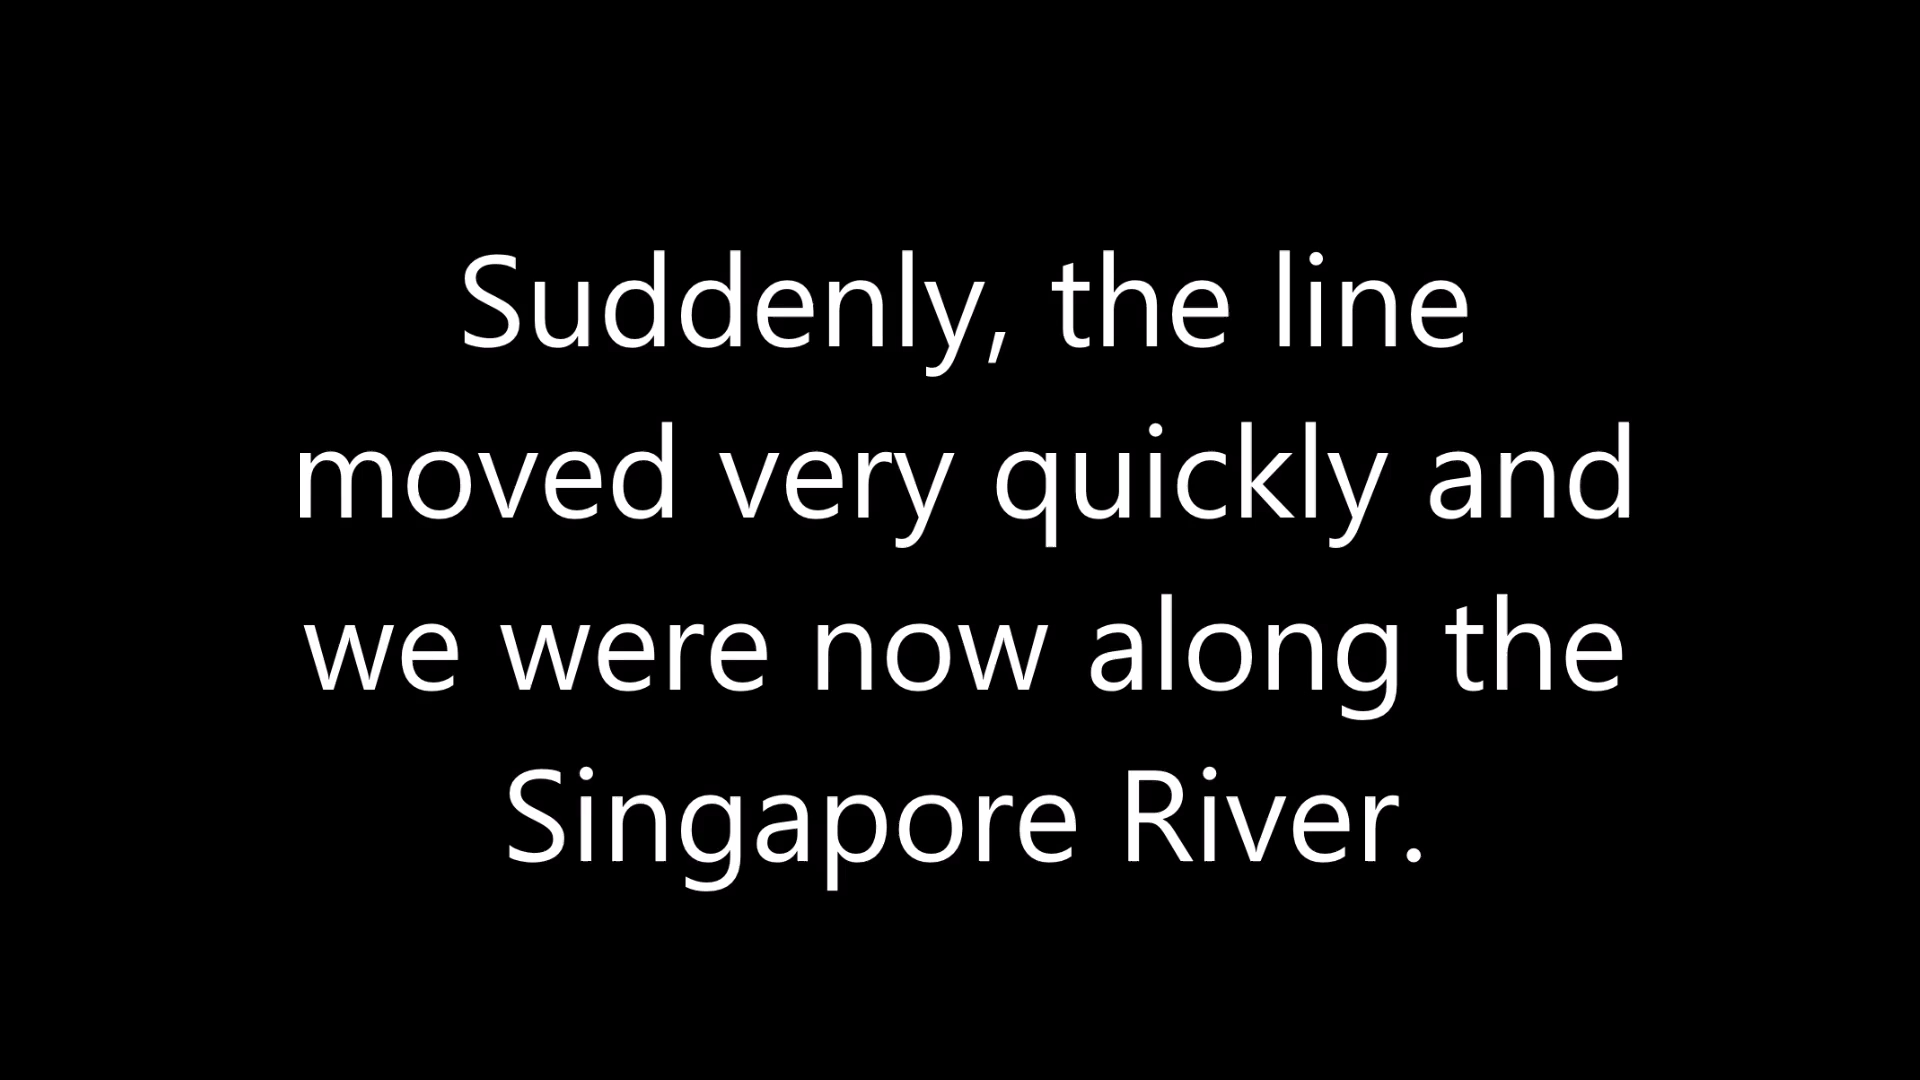 Suddenly, the line
moved very quickly and
we were now along the
Singapore River.